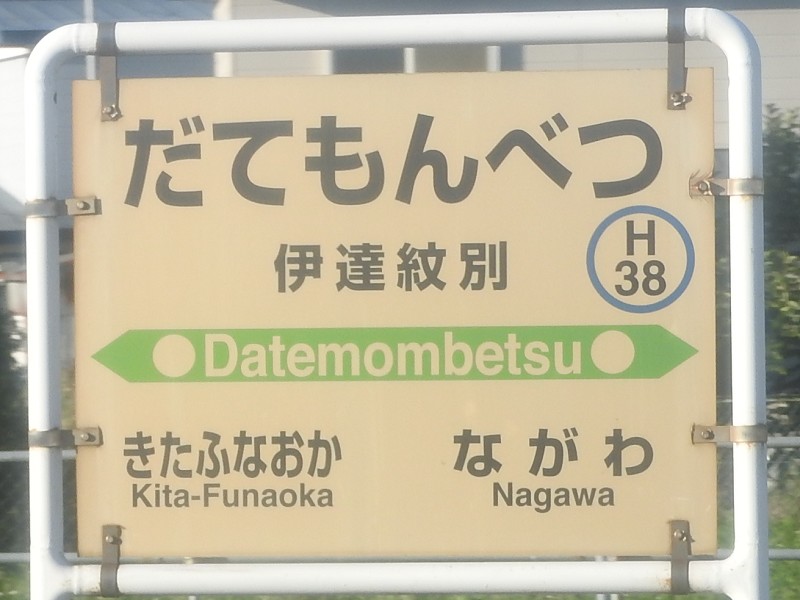 だてもんべつ
伊達紋別
H
38
Datemombetsu
きたふなおか
Kita-Funaoka
ながわ
Nagawa